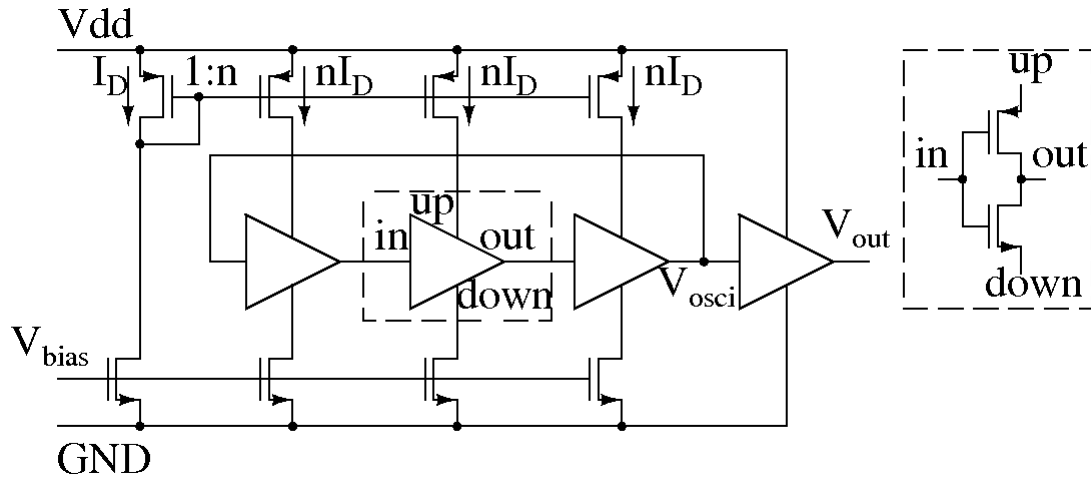 Vdd
I_D 1:n nI_D nI_D nI_D
up
in out
down
up
in out
down
V_osci
V_out
V_bias
GND